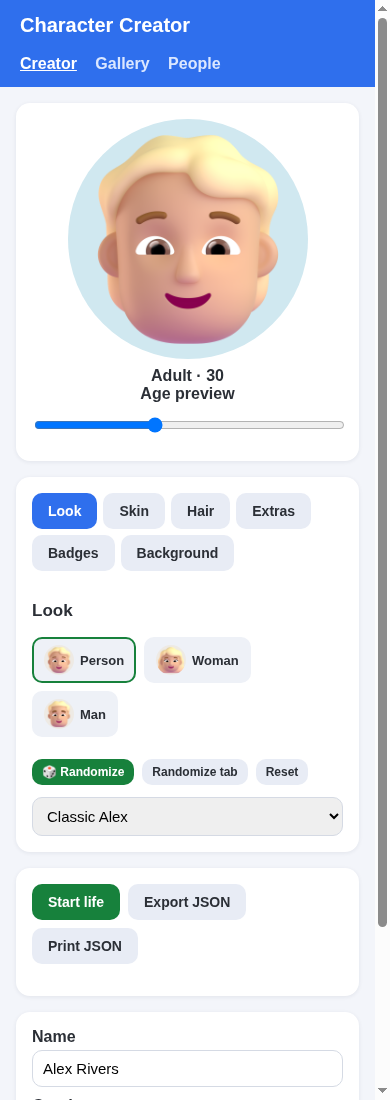 Character Creator
Creator Gallery People
Adult · 30
Age preview
Look Skin Hair Extras
Badges Background
Look
Person Woman
Man
Randomize Randomize tab Reset
Classic Alex
Start life Export JSON
Print JSON
Name
Alex Rivers